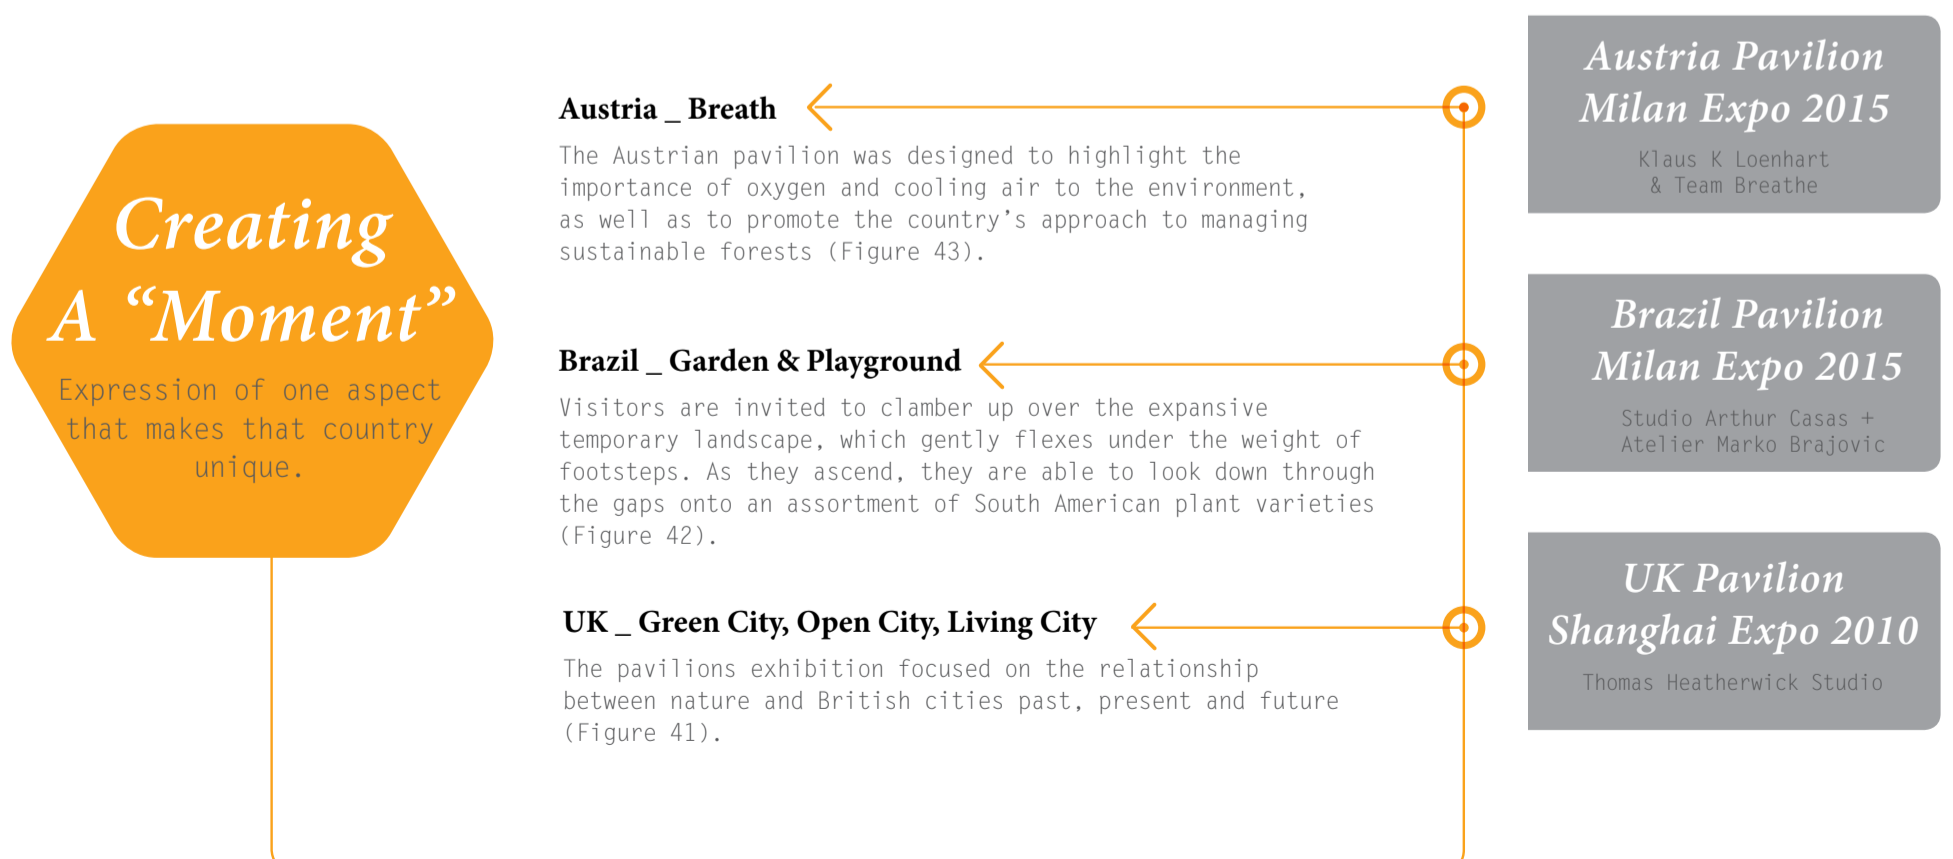 Creating
A “Moment”
Expression of one aspect
that makes that country
unique.
Austria _ Breath
The Austrian pavilion was designed to highlight the
importance of oxygen and cooling air to the environment,
as well as to promote the country’s approach to managing
sustainable forests (Figure 43).
Brazil _ Garden & Playground
Visitors are invited to clamber up over the expansive
temporary landscape, which gently flexes under the weight of
footsteps. As they ascend, they are able to look down through
the gaps onto an assortment of South American plant varieties
(Figure 42).
UK _ Green City, Open City, Living City
The pavilions exhibition focused on the relationship
between nature and British cities past, present and future
(Figure 41).
Austria Pavilion
Milan Expo 2015
Klaus K Loenhart
& Team Breathe
Brazil Pavilion
Milan Expo 2015
Studio Arthur Casas +
Atelier Marko Brajovic
UK Pavilion
Shanghai Expo 2010
Thomas Heatherwick Studio